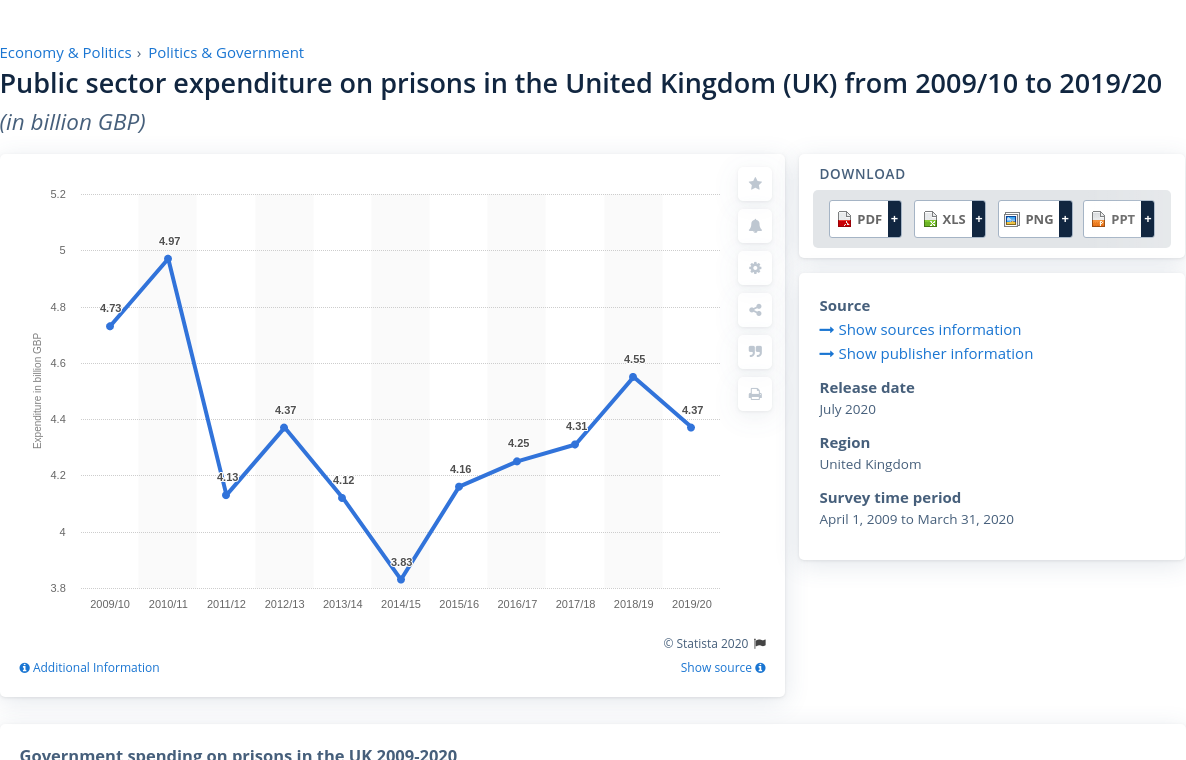 Economy & Politics › Politics & Government
Public sector expenditure on prisons in the United Kingdom (UK) from 2009/10 to 2019/20
(in billion GBP)
5.2
5
4.8
4.6
4.4
4.2
4
3.8
Expenditure in billion GBP
4.73
4.97
4.13
4.37
4.12
3.83
4.16
4.25
4.31
4.55
4.37
2009/10 2010/11 2011/12 2012/13 2013/14 2014/15 2015/16 2016/17 2017/18 2018/19 2019/20
© Statista 2020
Additional Information
Show source
DOWNLOAD
PDF + XLS + PNG + PPT +
Source
Show sources information
Show publisher information
Release date
July 2020
Region
United Kingdom
Survey time period
April 1, 2009 to March 31, 2020
Government spending on prisons in the UK 2009-2020